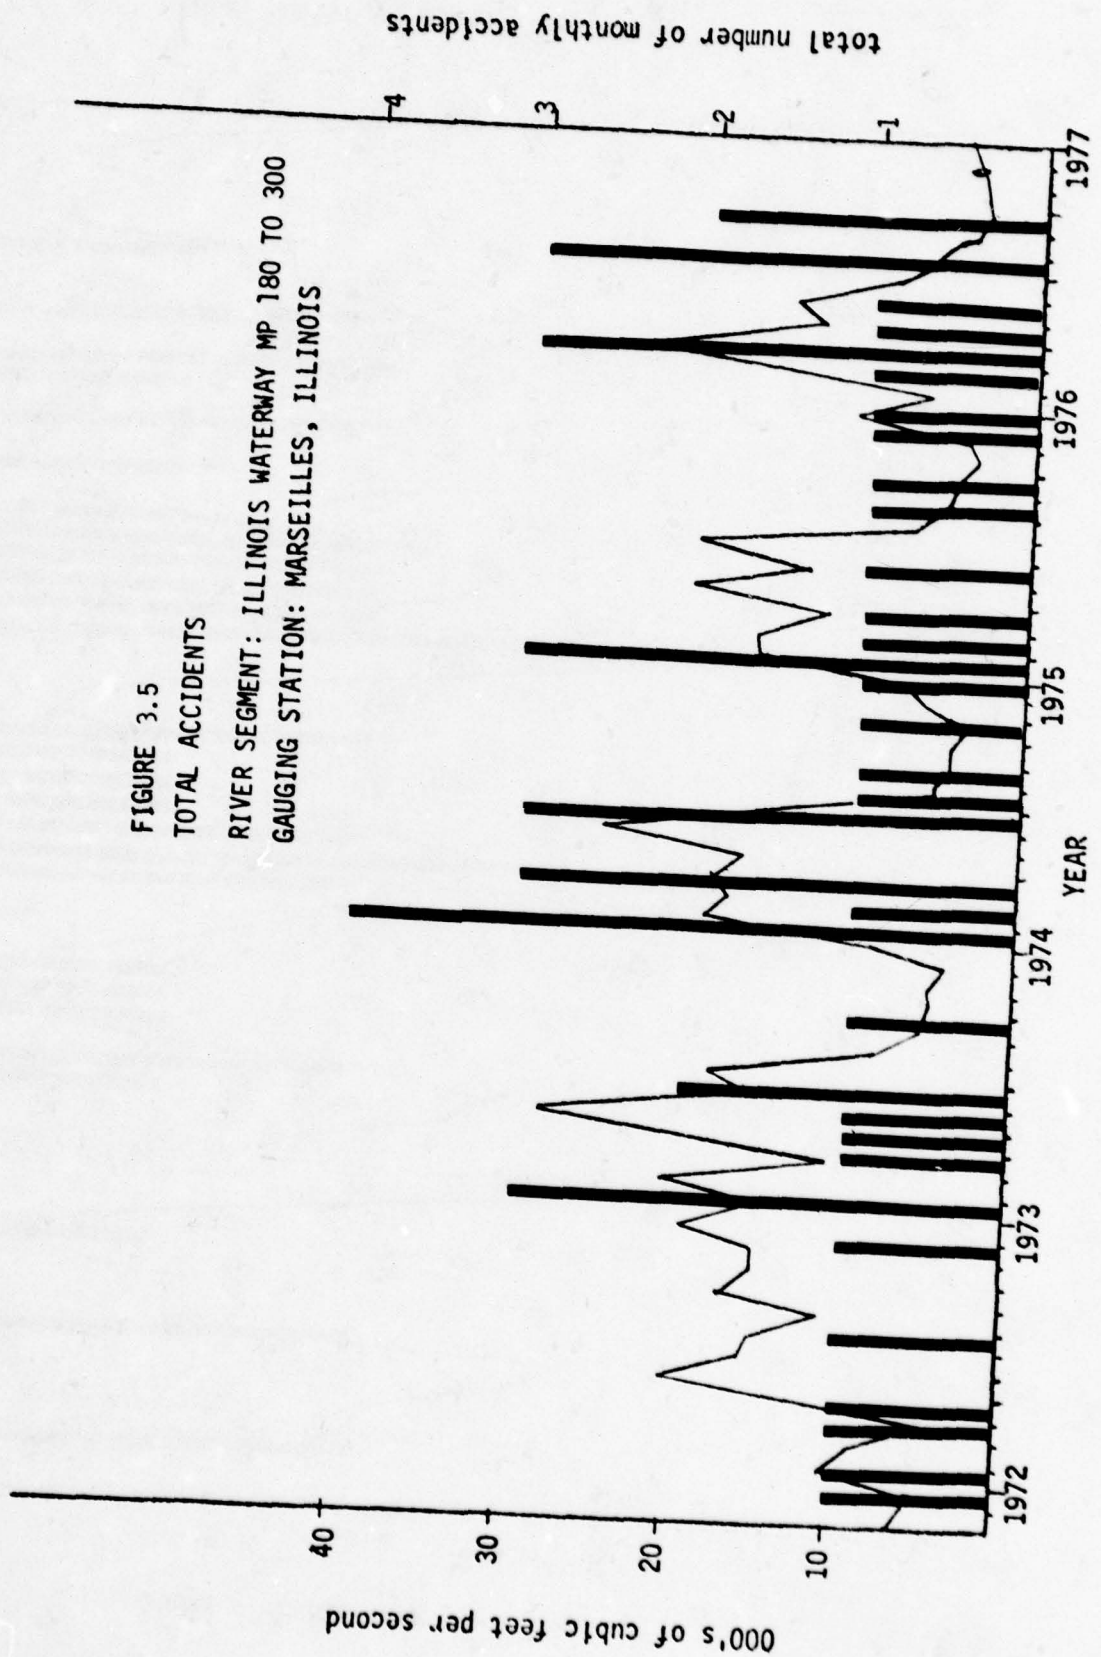 FIGURE 3.5
TOTAL ACCIDENTS
RIVER SEGMENT: ILLINOIS WATERWAY MP 180 TO 300
GAUGING STATION: MARSEILLES, ILLINOIS
000's of cubic feet per second
40
30
20
10
total number of monthly accidents
4
3
2
1
1972
1973
1974
1975
1976
1977
YEAR